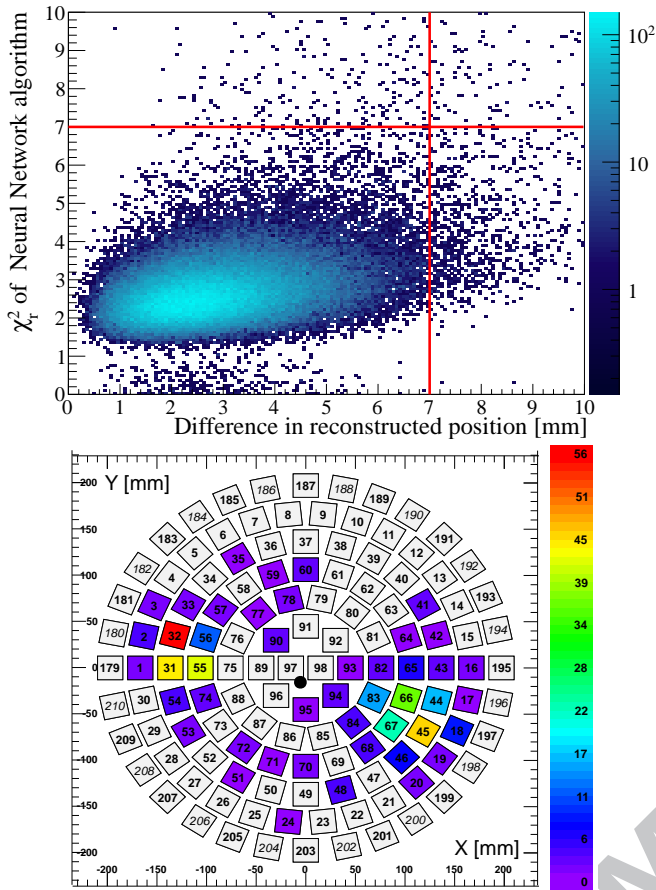 χ²r of Neural Network algorithm
10
9
8
7
6
5
4
3
2
1
0
0 1 2 3 4 5 6 7 8 9 10
Difference in reconstructed position [mm]
10²
10
1
Y [mm]
X [mm]
200
150
100
50
0
-50
-100
-150
-200
-200 -150 -100 -50 0 50 100 150 200
186 187 188
185 189
184 7 8 9 10 190
183 6 36 37 38 11 191
5 35 59 60 61 39 12
182 4 34 58 78 79 62 40 13 192
181 3 33 57 77 80 63 41 14 193
180 2 32 56 76 90 91 92 81 64 42 15 194
179 1 31 55 75 89 97 98 93 82 65 43 16 195
210 30 54 74 88 96 95 94 83 66 44 17 196
209 29 53 73 87 86 85 84 67 45 18 197
208 28 52 72 71 70 69 68 46 19 198
207 27 51 50 49 48 47 20 199
206 26 25 24 23 22 21 200
205 204 203 202 201
56
51
45
39
34
28
22
17
11
6
0
M